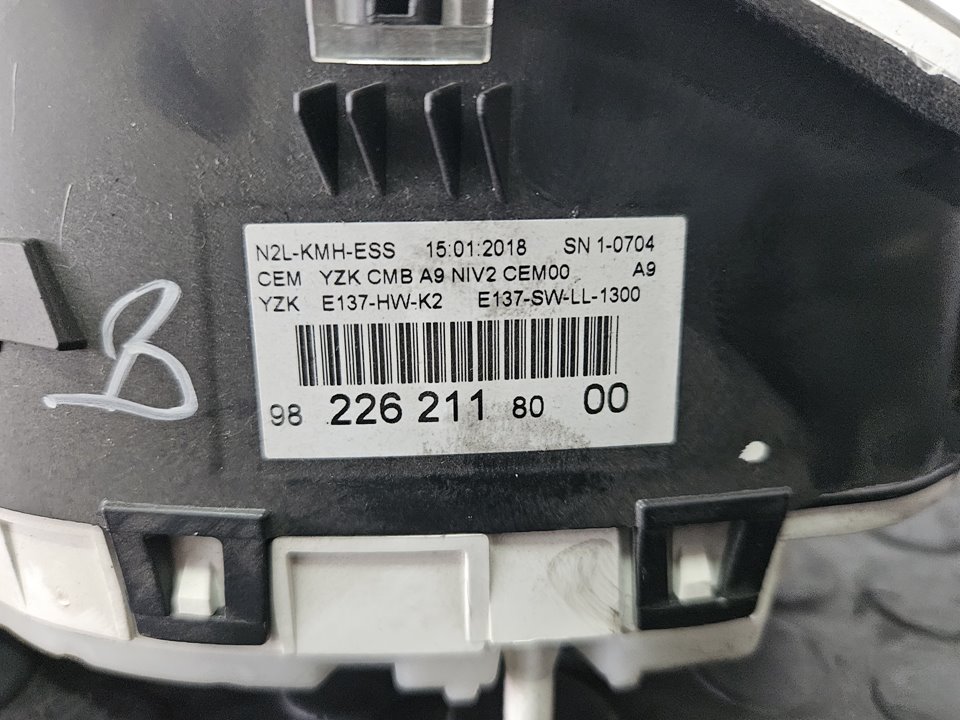 N2L-KMH-ESS 15:01:2018 SN 1-0704
CEM YZK CMB A9 NIV2 CEM00 A9
YZK E137-HW-K2 E137-SW-LL-1300
98 226 211 80 00
B